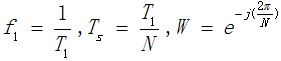 f₁ = 1/T₁, Tₛ = T₁/N, W = e^{-j(2π/N)}